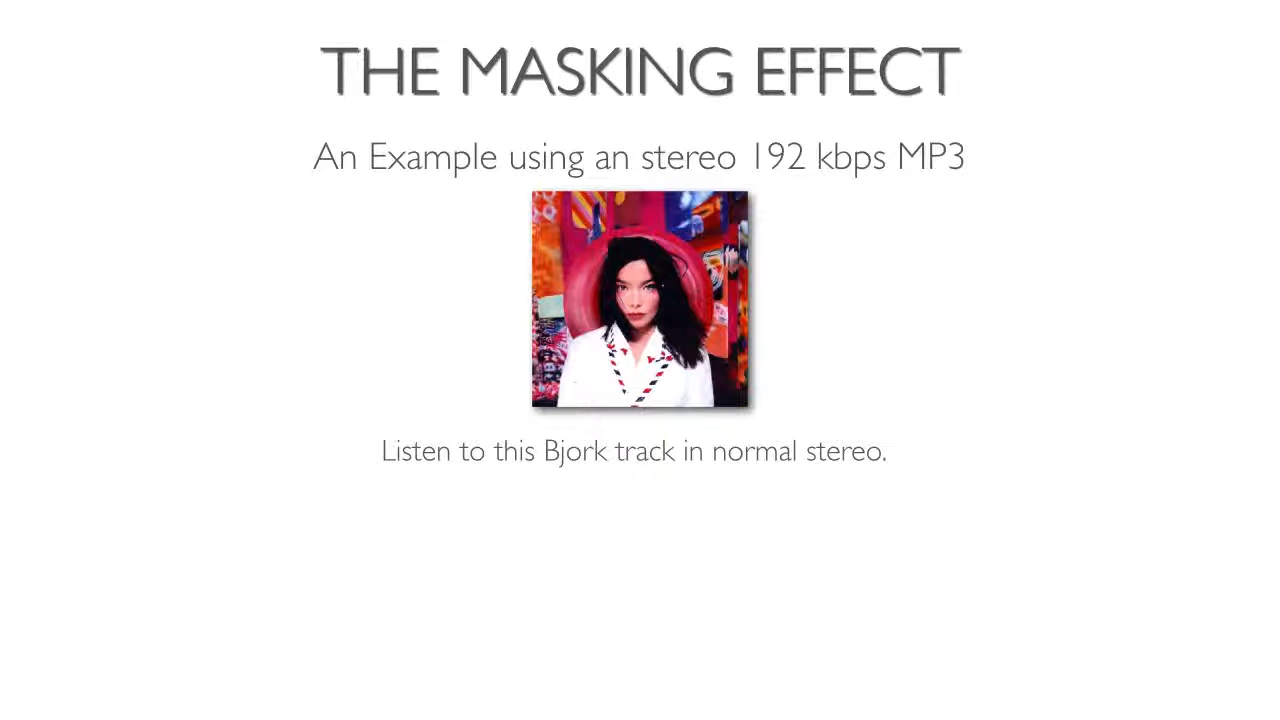 THE MASKING EFFECT
An Example using an stereo 192 kbps MP3
Listen to this Bjork track in normal stereo.